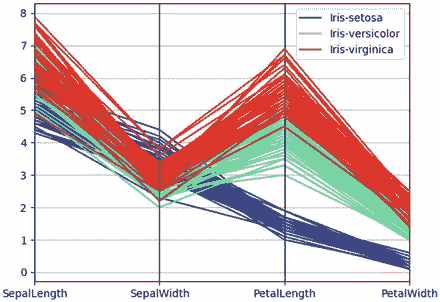 8
7
6
5
4
3
2
1
0
Iris-setosa
Iris-versicolor
Iris-virginica
SepalLength SepalWidth PetalLength PetalWidth